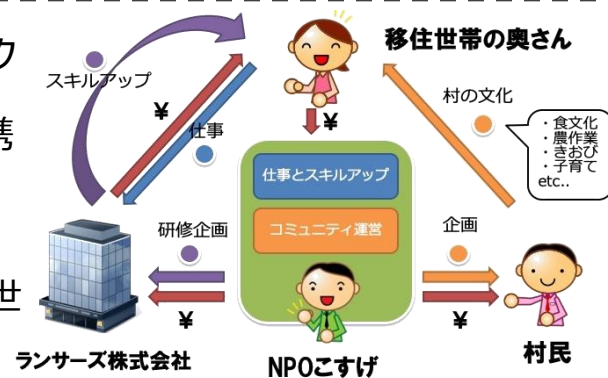 ク
携
世
移住世帯の奥さん
スキルアップ
¥
仕事
¥
村の文化
・食文化
・農作業
・きおび
・子育て
etc..
仕事とスキルアップ
コミュニティ運営
研修企画
企画
¥
¥
ランサーズ株式会社
NPOこすげ
村民